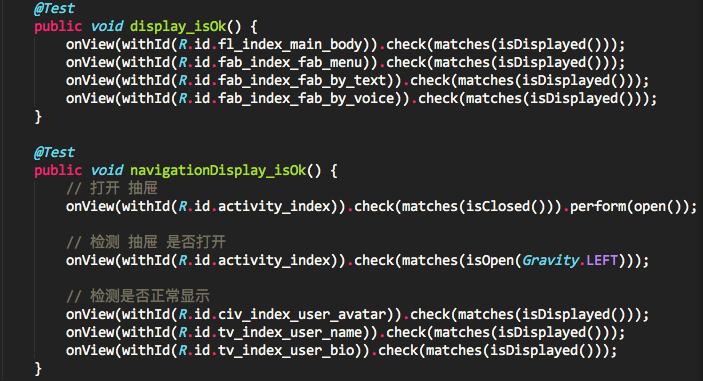 @Test
public void display_isOk() {
onView(withId(R.id.fl_index_main_body)).check(matches(isDisplayed()));
onView(withId(R.id.fab_index_fab_menu)).check(matches(isDisplayed()));
onView(withId(R.id.fab_index_fab_by_text)).check(matches(isDisplayed()));
onView(withId(R.id.fab_index_fab_by_voice)).check(matches(isDisplayed()));
}
@Test
public void navigationDisplay_isOk() {
// 打开 抽屉
onView(withId(R.id.activity_index)).check(matches(isClosed())).perform(open());
// 检测 抽屉 是否打开
onView(withId(R.id.activity_index)).check(matches(isOpen(Gravity.LEFT)));
// 检测是否正常显示
onView(withId(R.id.civ_index_user_avatar)).check(matches(isDisplayed()));
onView(withId(R.id.tv_index_user_name)).check(matches(isDisplayed()));
onView(withId(R.id.tv_index_user_bio)).check(matches(isDisplayed()));
}